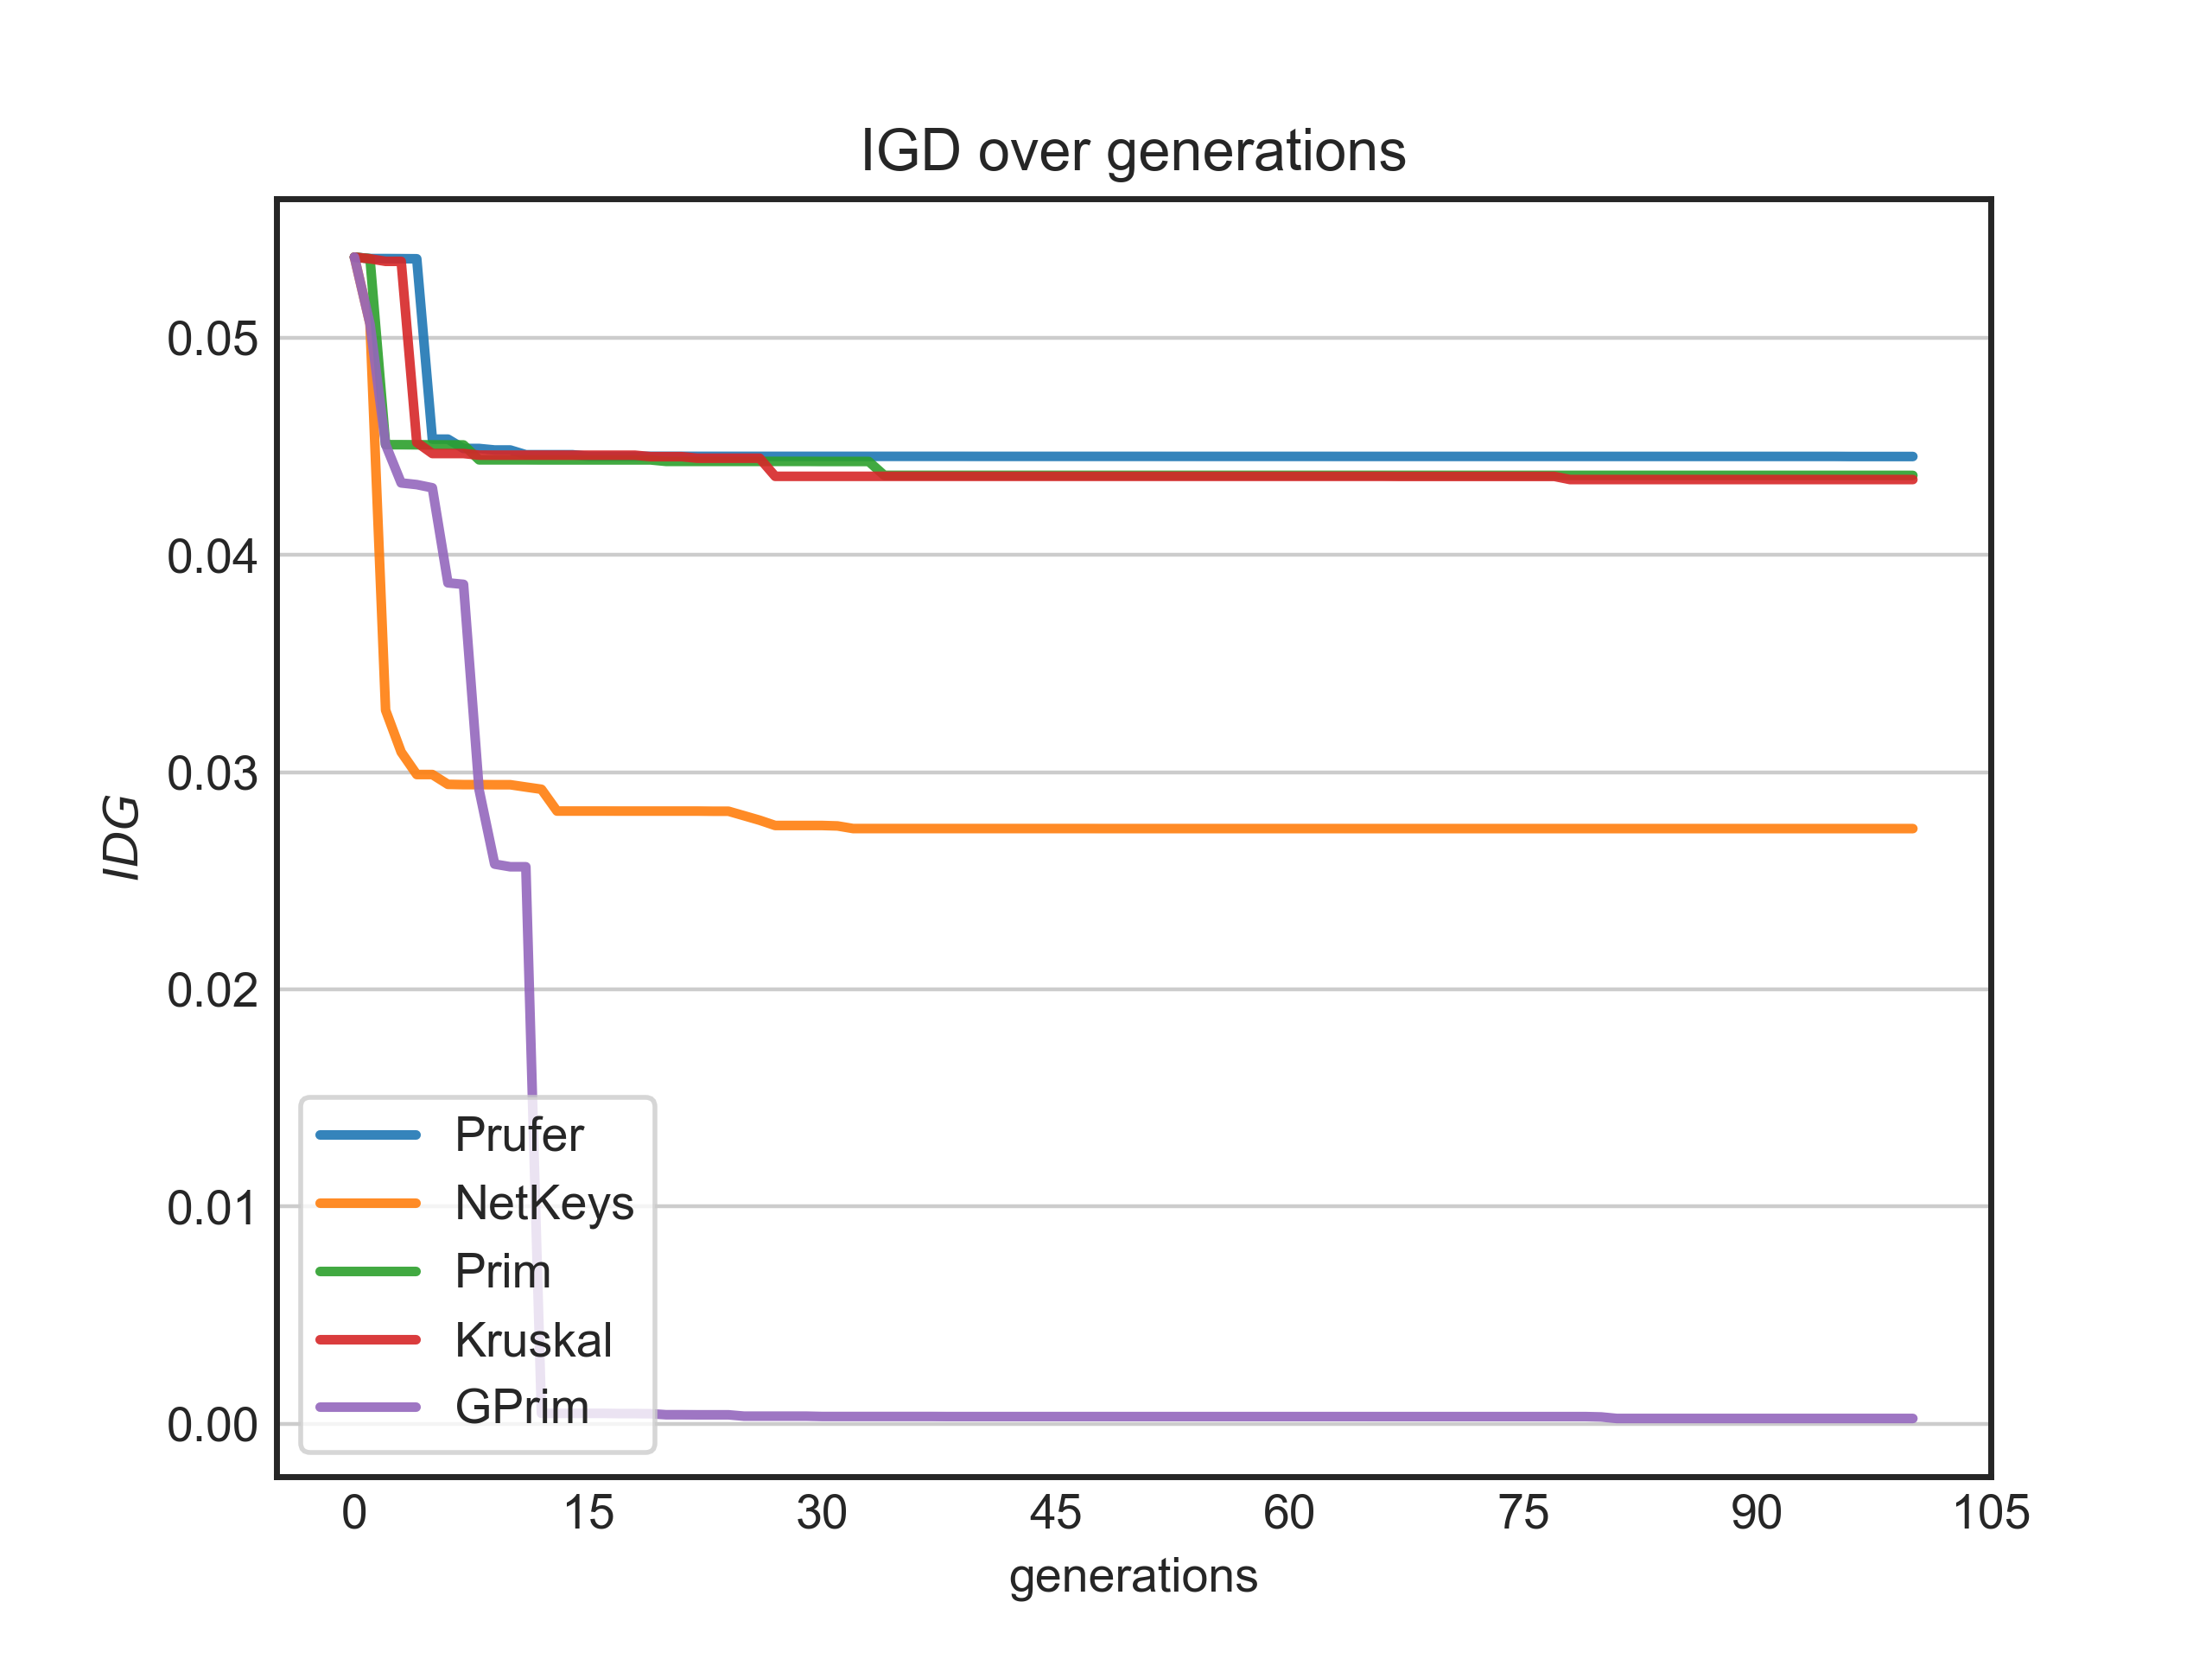 IGD over generations
0.05
0.04
0.03
0.02
0.01
0.00
IDG
Prufer
NetKeys
Prim
Kruskal
GPrim
0 15 30 45 60 75 90 105
generations